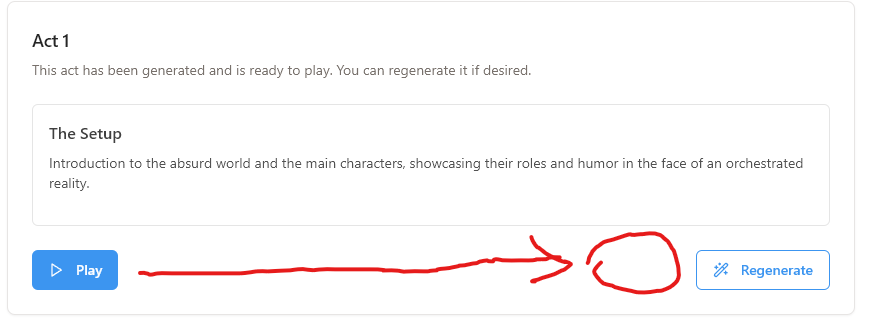 Act 1
This act has been generated and is ready to play. You can regenerate it if desired.
The Setup
Introduction to the absurd world and the main characters, showcasing their roles and humor in the face of an orchestrated
reality.
Play
Regenerate